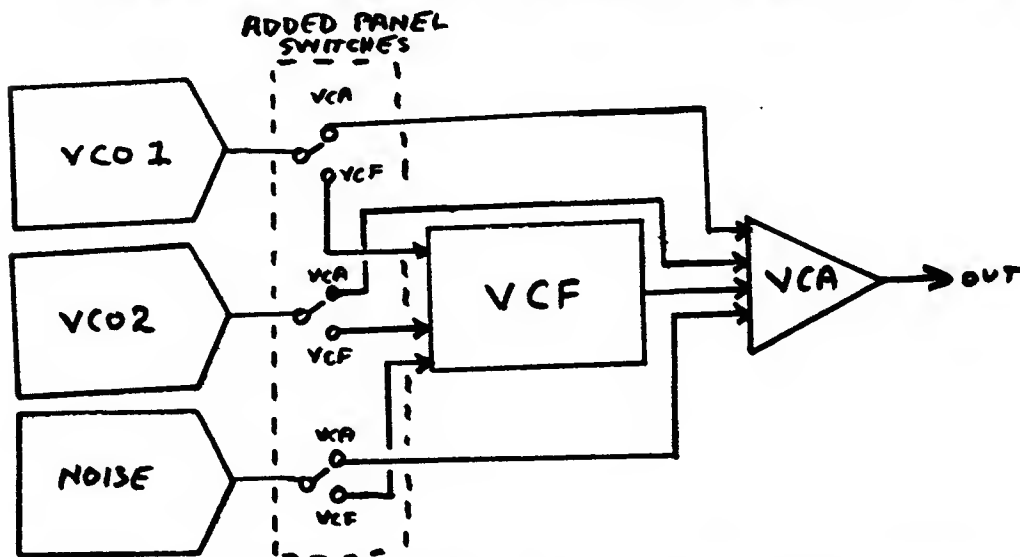 ADDED PANEL
SWITCHES
VCA
VCO 1
VCF
VCA
VCO2
VCF
VCF
VCA
OUT
VCA
NOISE
VCF